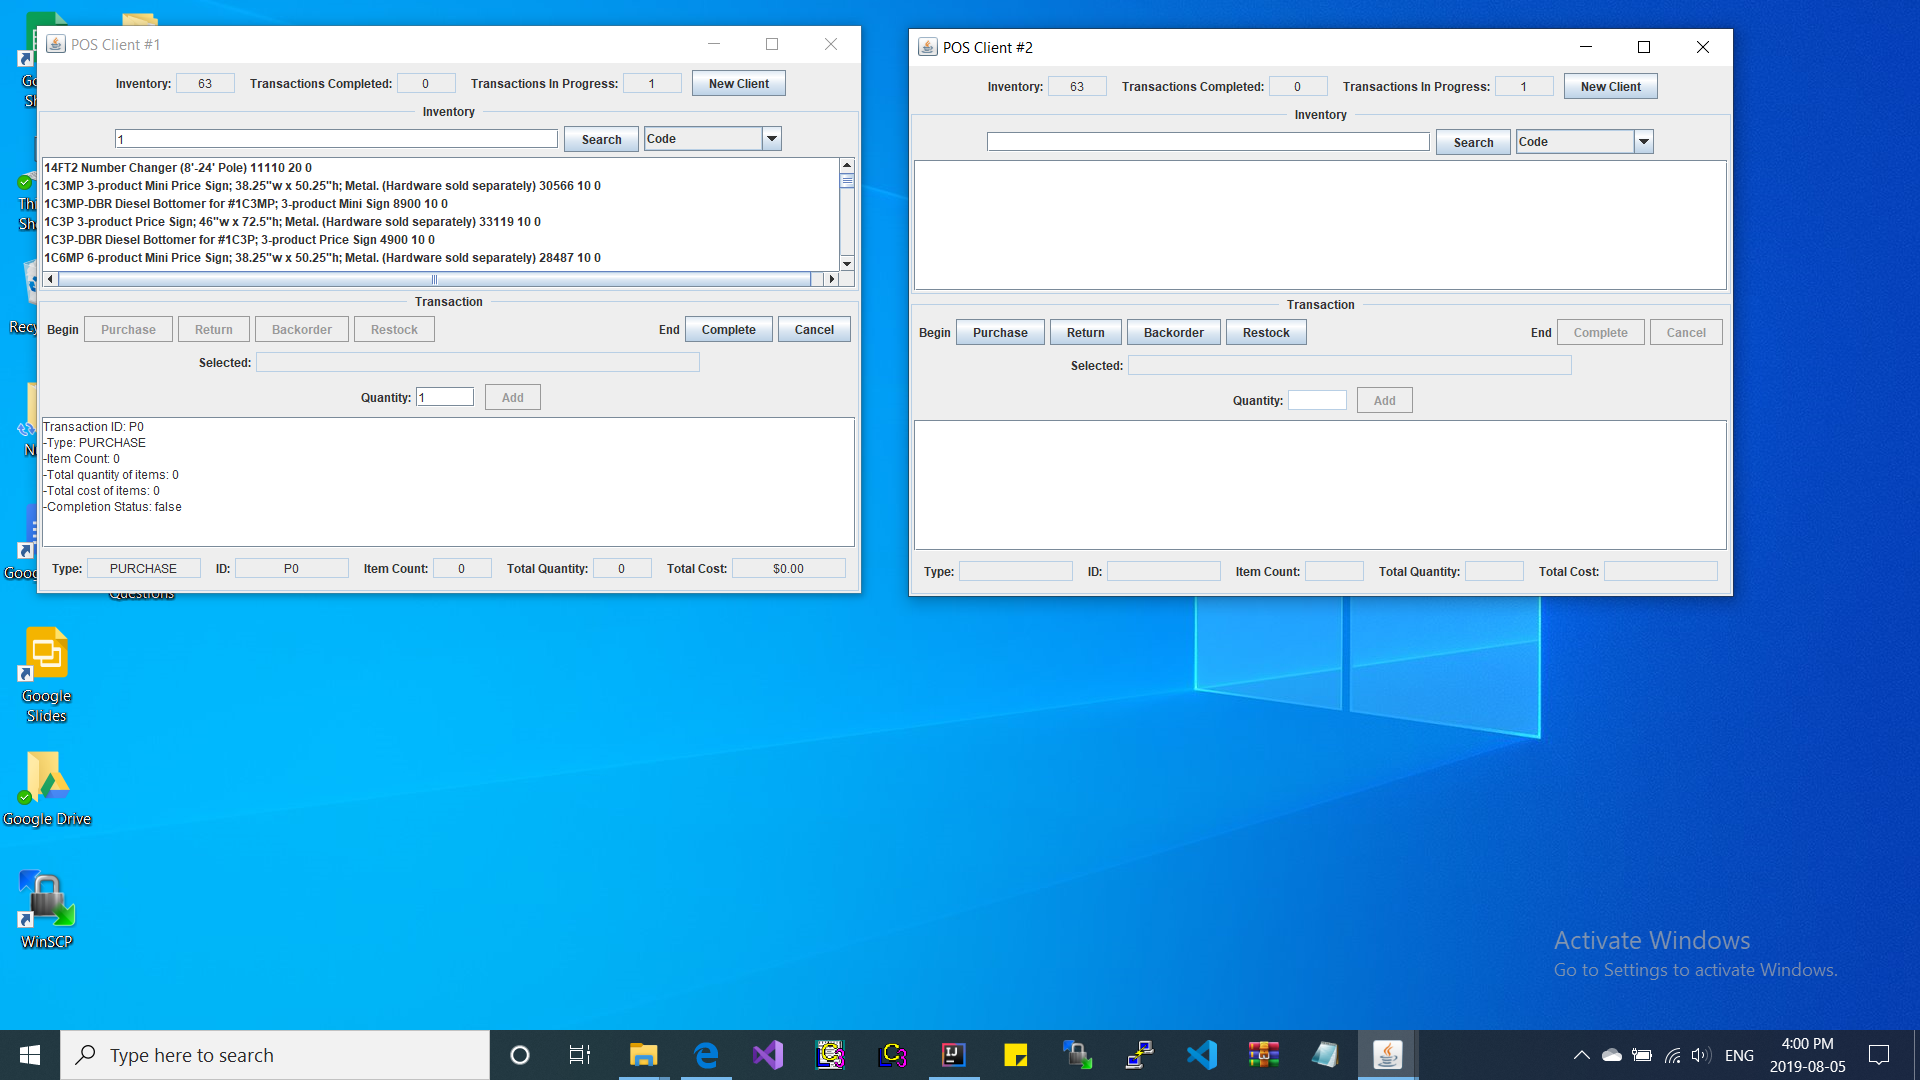 POS Client #1
Inventory: 63 Transactions Completed: 0 Transactions In Progress: 1 New Client
Inventory
1 Search Code
14FT2 Number Changer (8'-24' Pole) 11110 20 0
1C3MP 3-product Mini Price Sign; 38.25"w x 50.25"h; Metal. (Hardware sold separately) 30566 10 0
1C3MP-DBR Diesel Bottomer for #1C3MP; 3-product Mini Sign 8900 10 0
1C3P 3-product Price Sign; 46"w x 72.5"h; Metal. (Hardware sold separately) 33119 10 0
1C3P-DBR Diesel Bottomer for #1C3P; 3-product Price Sign 4900 10 0
1C6MP 6-product Mini Price Sign; 38.25"w x 50.25"h; Metal. (Hardware sold separately) 28487 10 0
Transaction
Begin Purchase Return Backorder Restock End Complete Cancel
Selected:
Quantity: 1 Add
Transaction ID: P0
-Type: PURCHASE
-Item Count: 0
-Total quantity of items: 0
-Total cost of items: 0
-Completion Status: false
Type: PURCHASE ID: P0 Item Count: 0 Total Quantity: 0 Total Cost: $0.00
POS Client #2
Inventory: 63 Transactions Completed: 0 Transactions In Progress: 1 New Client
Inventory
Search Code
Transaction
Begin Purchase Return Backorder Restock End Complete Cancel
Selected:
Quantity: Add
Type: ID: Item Count: Total Quantity: Total Cost:
Questions
Google
Slides
Google Drive
WinSCP
Activate Windows
Go to Settings to activate Windows.
Type here to search
ENG
4:00 PM
2019-08-05